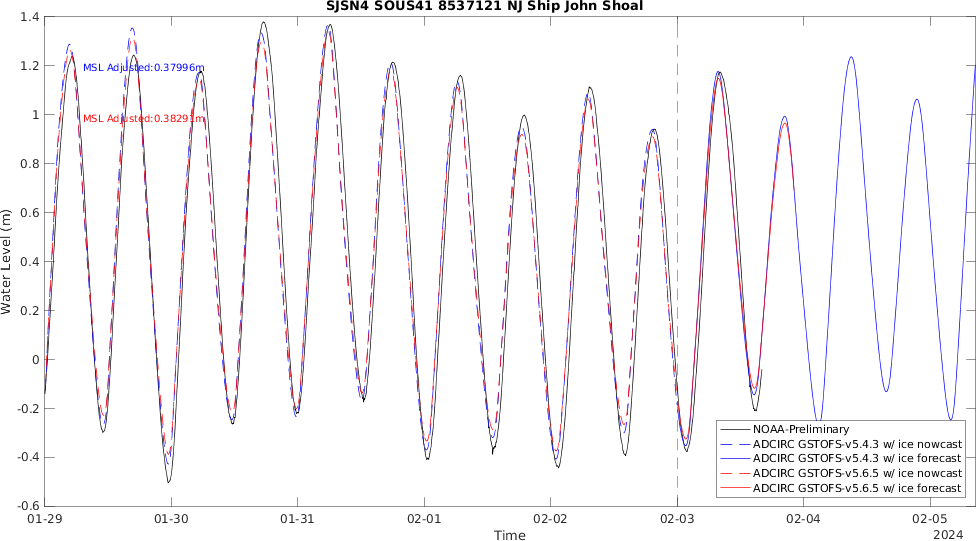 SJSN4 SOUS41 8537121 NJ Ship John Shoal
1.4
1.2
1
0.8
0.6
0.4
0.2
0
-0.2
-0.4
-0.6
Water Level (m)
MSL Adjusted:0.37996m
MSL Adjusted:0.38291m
NOAA-Preliminary
ADCIRC GSTOFS-v5.4.3 w/ ice nowcast
ADCIRC GSTOFS-v5.4.3 w/ ice forecast
ADCIRC GSTOFS-v5.6.5 w/ ice nowcast
ADCIRC GSTOFS-v5.6.5 w/ ice forecast
01-29 01-30 01-31 02-01 02-02 02-03 02-04 02-05
Time
2024